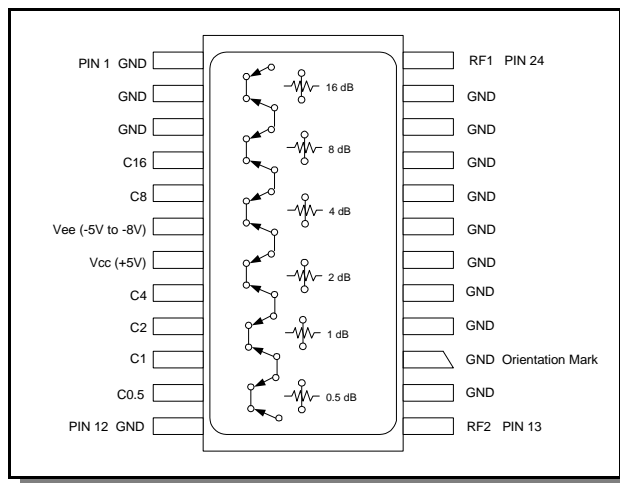 PIN 1 GND
GND
GND
C16
C8
Vee (-5V to -8V)
Vcc (+5V)
C4
C2
C1
C0.5
PIN 12 GND
16 dB
8 dB
4 dB
2 dB
1 dB
0.5 dB
RF1 PIN 24
GND
GND
GND
GND
GND
GND
GND
GND
GND Orientation Mark
GND
RF2 PIN 13